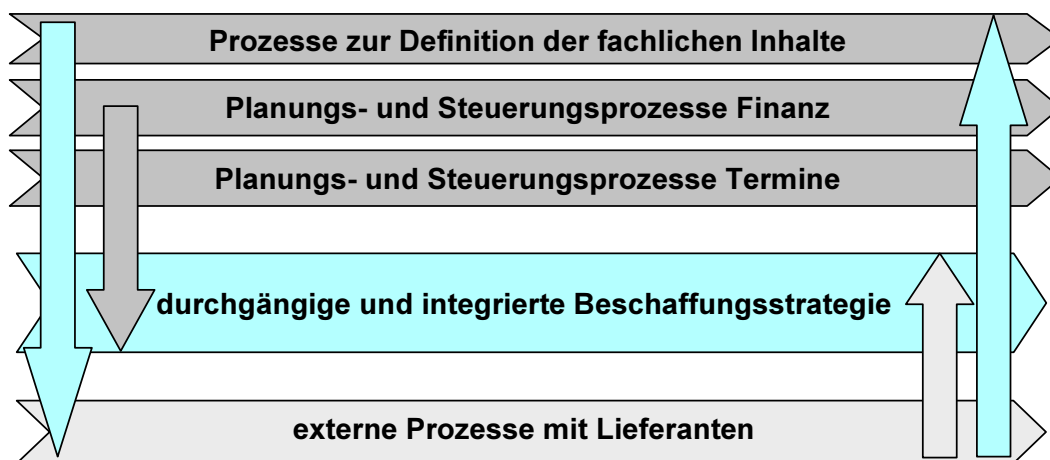 Prozesse zur Definition der fachlichen Inhalte
Planungs- und Steuerungsprozesse Finanz
Planungs- und Steuerungsprozesse Termine
durchgängige und integrierte Beschaffungsstrategie
externe Prozesse mit Lieferanten